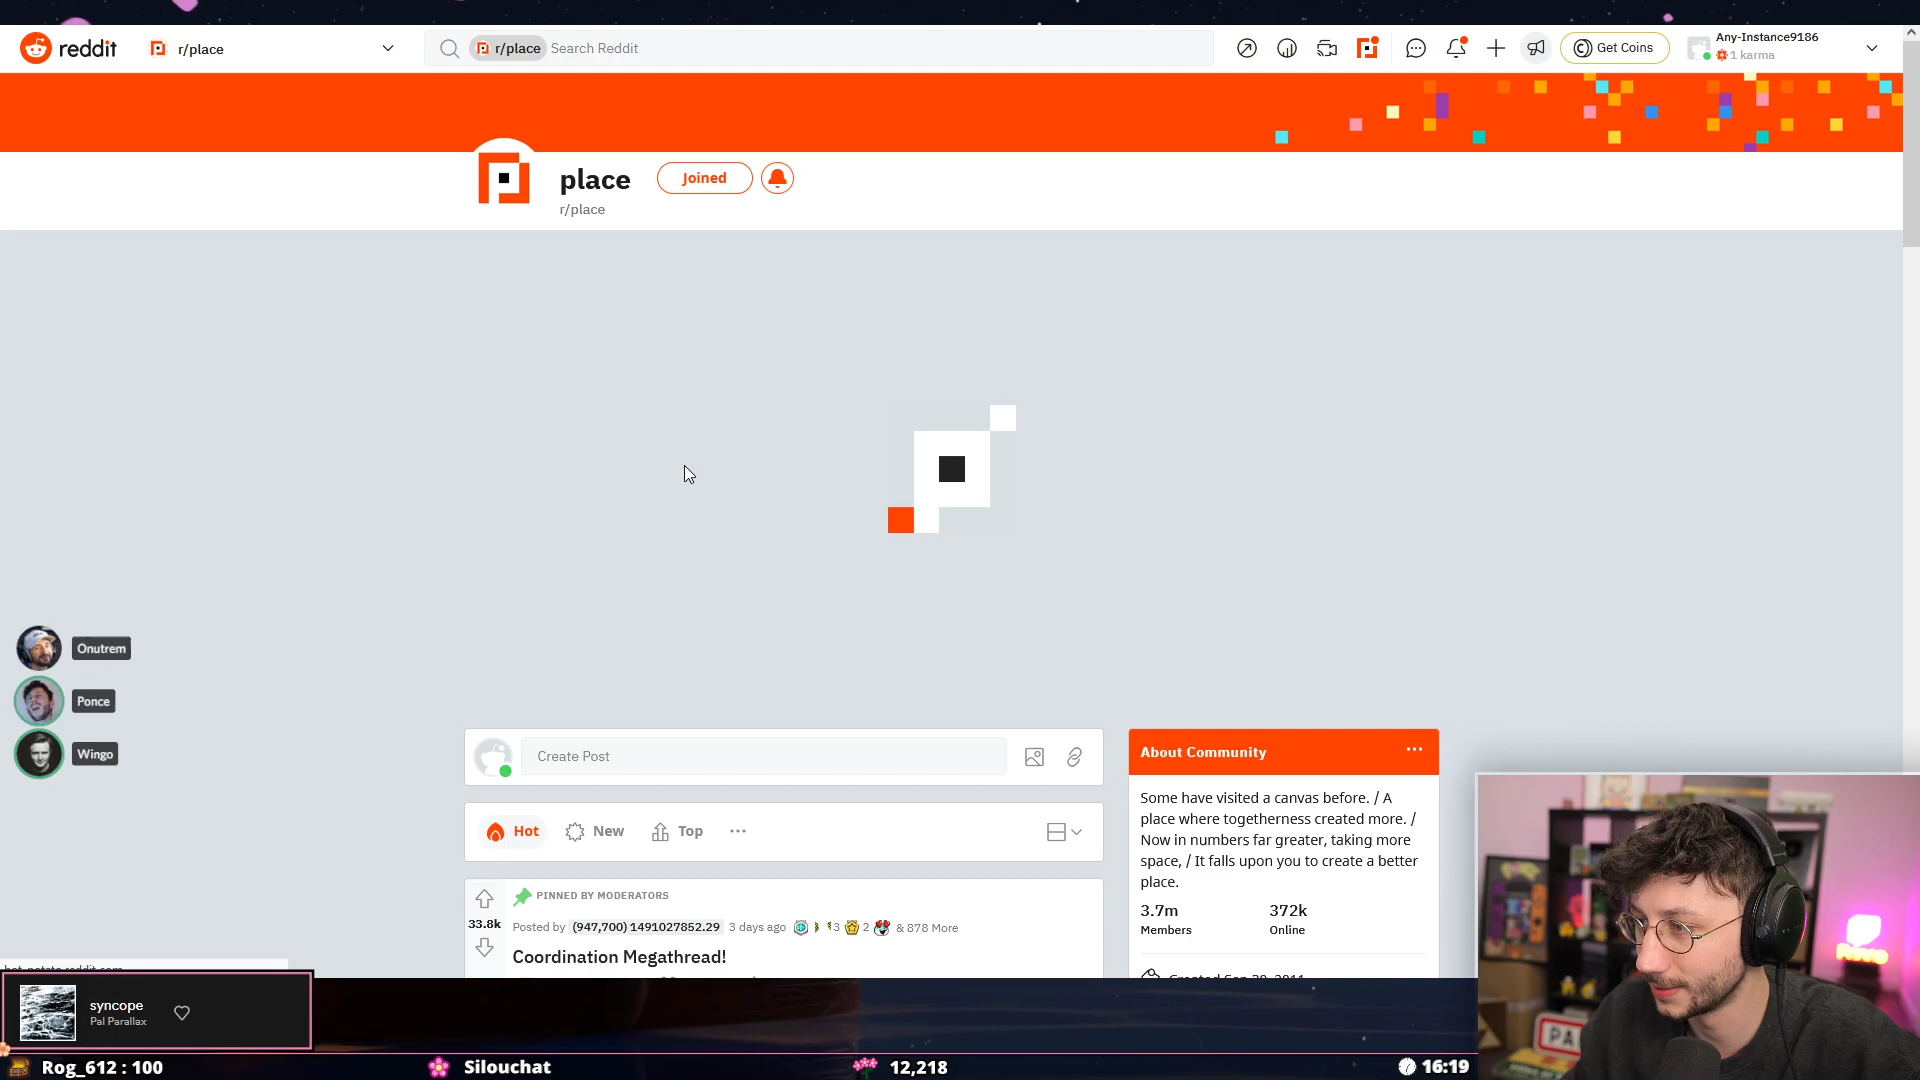 reddit
r/place
r/place Search Reddit
Get Coins
Any-Instance9186
1 karma
place
Joined
r/place
Onutrem
Ponce
Wingo
Create Post
Hot
New
Top
About Community
Some have visited a canvas before. / A
place where togetherness created more. /
Now in numbers far greater, taking more
space, / It falls upon you to create a better
place.
3.7m
Members
372k
Online
PINNED BY MODERATORS
33.8k
Posted by (947,700) 1491027852.29 3 days ago 3 2 & 878 More
Coordination Megathread!
syncope
Pal Parallax
Rog_612 : 100
Silouchat
12,218
16:19